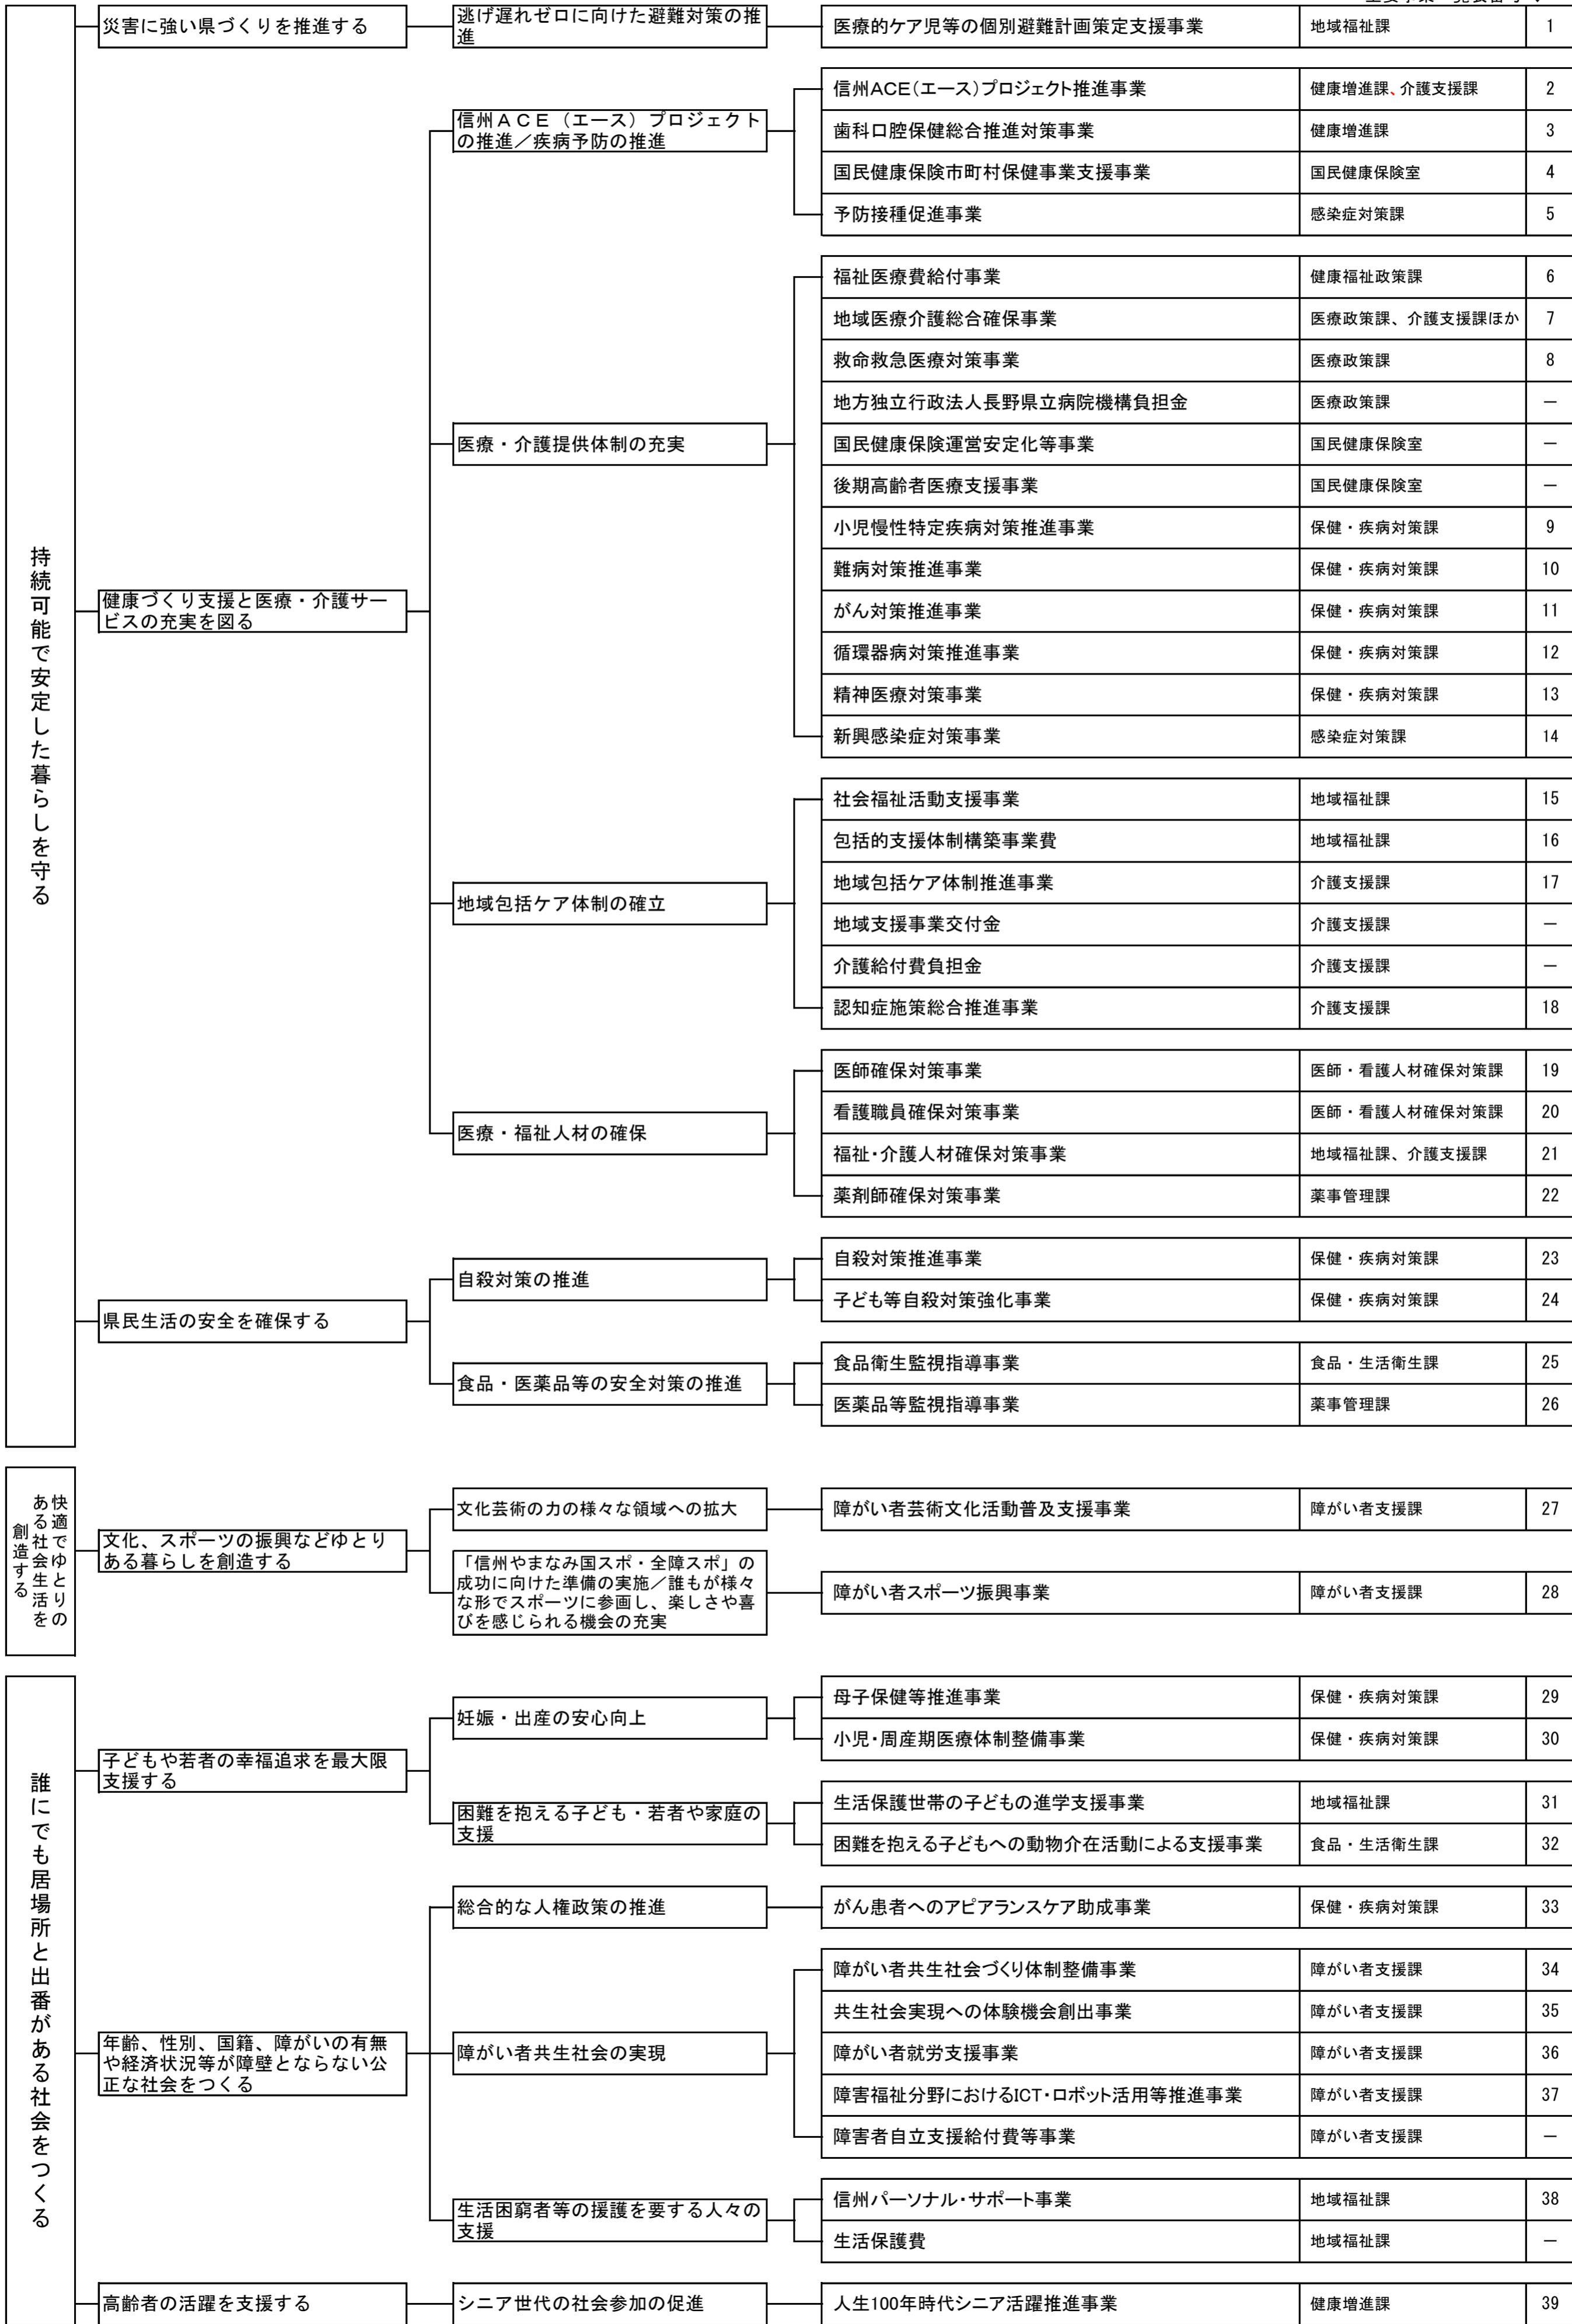 持続可能で安定した暮らしを守る
災害に強い県づくりを推進する
逃げ遅れゼロに向けた避難対策の推
進
医療的ケア児等の個別避難計画策定支援事業 地域福祉課 1
健康づくり支援と医療・介護サー
ビスの充実を図る
信州ACE（エース）プロジェクト
の推進／疾病予防の推進
信州ACE(エース)プロジェクト推進事業 健康増進課、介護支援課 2
歯科口腔保健総合推進対策事業 健康増進課 3
国民健康保険市町村保健事業支援事業 国民健康保険室 4
予防接種促進事業 感染症対策課 5
医療・介護提供体制の充実
福祉医療費給付事業 健康福祉政策課 6
地域医療介護総合確保事業 医療政策課、介護支援課ほか 7
救命救急医療対策事業 医療政策課 8
地方独立行政法人長野県立病院機構負担金 医療政策課 －
国民健康保険運営安定化等事業 国民健康保険室 －
後期高齢者医療支援事業 国民健康保険室 －
小児慢性特定疾病対策推進事業 保健・疾病対策課 9
難病対策推進事業 保健・疾病対策課 10
がん対策推進事業 保健・疾病対策課 11
循環器病対策推進事業 保健・疾病対策課 12
精神医療対策事業 保健・疾病対策課 13
新興感染症対策事業 感染症対策課 14
地域包括ケア体制の確立
社会福祉活動支援事業 地域福祉課 15
包括的支援体制構築事業費 地域福祉課 16
地域包括ケア体制推進事業 介護支援課 17
地域支援事業交付金 介護支援課 －
介護給付費負担金 介護支援課 －
認知症施策総合推進事業 介護支援課 18
医療・福祉人材の確保
医師確保対策事業 医師・看護人材確保対策課 19
看護職員確保対策事業 医師・看護人材確保対策課 20
福祉・介護人材確保対策事業 地域福祉課、介護支援課 21
薬剤師確保対策事業 薬事管理課 22
県民生活の安全を確保する
自殺対策の推進
自殺対策推進事業 保健・疾病対策課 23
子ども等自殺対策強化事業 保健・疾病対策課 24
食品・医薬品等の安全対策の推進
食品衛生監視指導事業 食品・生活衛生課 25
医薬品等監視指導事業 薬事管理課 26
快適でゆとりの
ある社会生活を
創造する
文化、スポーツの振興などゆとり
ある暮らしを創造する
文化芸術の力の様々な領域への拡大
障がい者芸術文化活動普及支援事業 障がい者支援課 27
「信州やまなみ国スポ・全障スポ」の
成功に向けた準備の実施／誰もが様々
な形でスポーツに参画し、楽しさや喜
びを感じられる機会の充実
障がい者スポーツ振興事業 障がい者支援課 28
誰にでも居場所と出番がある社会をつくる
子どもや若者の幸福追求を最大限
支援する
妊娠・出産の安心向上
母子保健等推進事業 保健・疾病対策課 29
小児・周産期医療体制整備事業 保健・疾病対策課 30
困難を抱える子ども・若者や家庭の
支援
生活保護世帯の子どもの進学支援事業 地域福祉課 31
困難を抱える子どもへの動物介在活動による支援事業 食品・生活衛生課 32
年齢、性別、国籍、障がいの有無
や経済状況等が障壁とならない公
正な社会をつくる
総合的な人権政策の推進
がん患者へのアピアランスケア助成事業 保健・疾病対策課 33
障がい者共生社会の実現
障がい者共生社会づくり体制整備事業 障がい者支援課 34
共生社会実現への体験機会創出事業 障がい者支援課 35
障がい者就労支援事業 障がい者支援課 36
障害福祉分野におけるICT・ロボット活用等推進事業 障がい者支援課 37
障害者自立支援給付費等事業 障がい者支援課 －
生活困窮者等の援護を要する人々の
支援
信州パーソナル・サポート事業 地域福祉課 38
生活保護費 地域福祉課 －
高齢者の活躍を支援する
シニア世代の社会参加の促進
人生100年時代シニア活躍推進事業 健康増進課 39